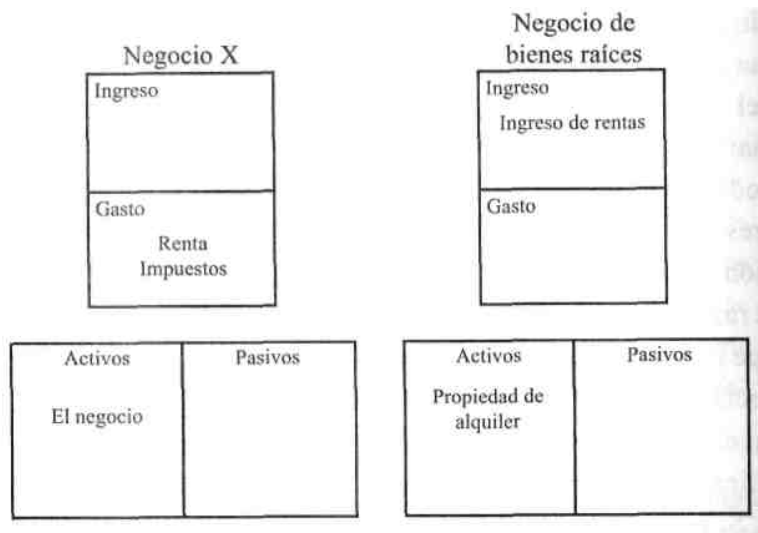 Negocio X
Ingreso
Gasto
Renta
Impuestos
Activos
Pasivos
El negocio
Negocio de
bienes raíces
Ingreso
Ingreso de rentas
Gasto
Activos
Pasivos
Propiedad de
alquiler